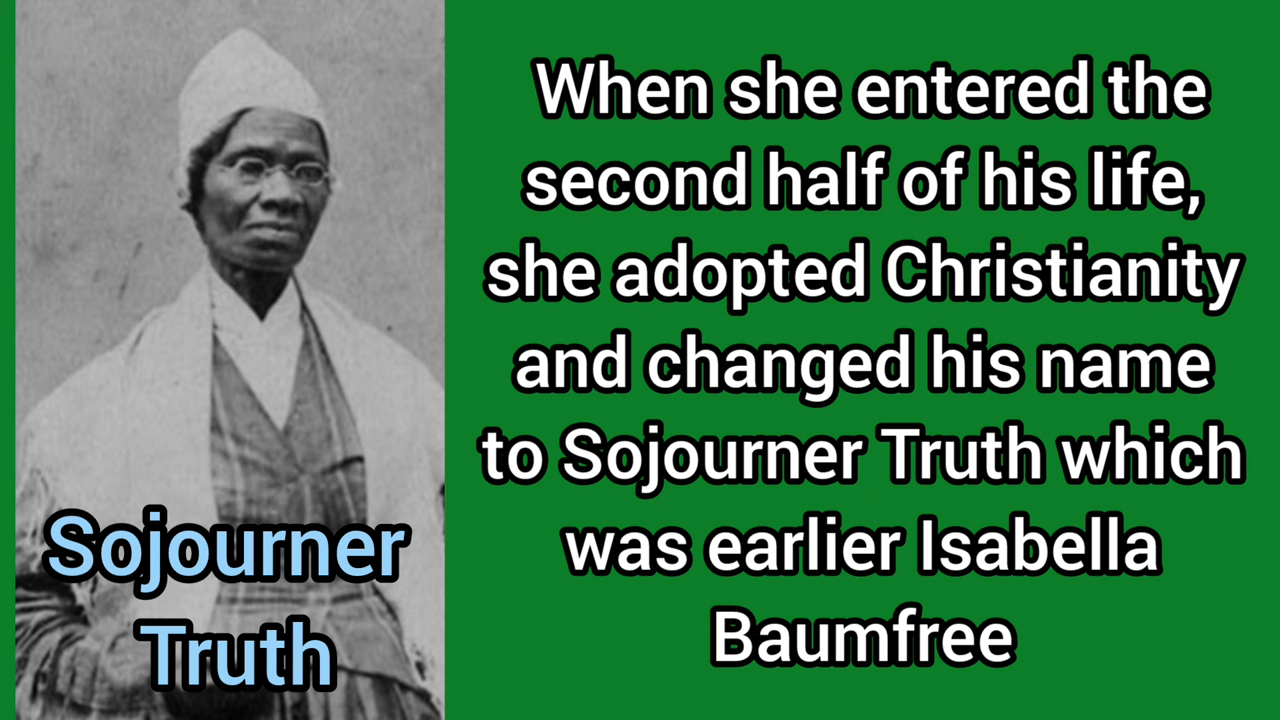 When she entered the
second half of his life,
she adopted Christianity
and changed his name
to Sojourner Truth which
was earlier Isabella
Baumfree
Sojourner
Truth